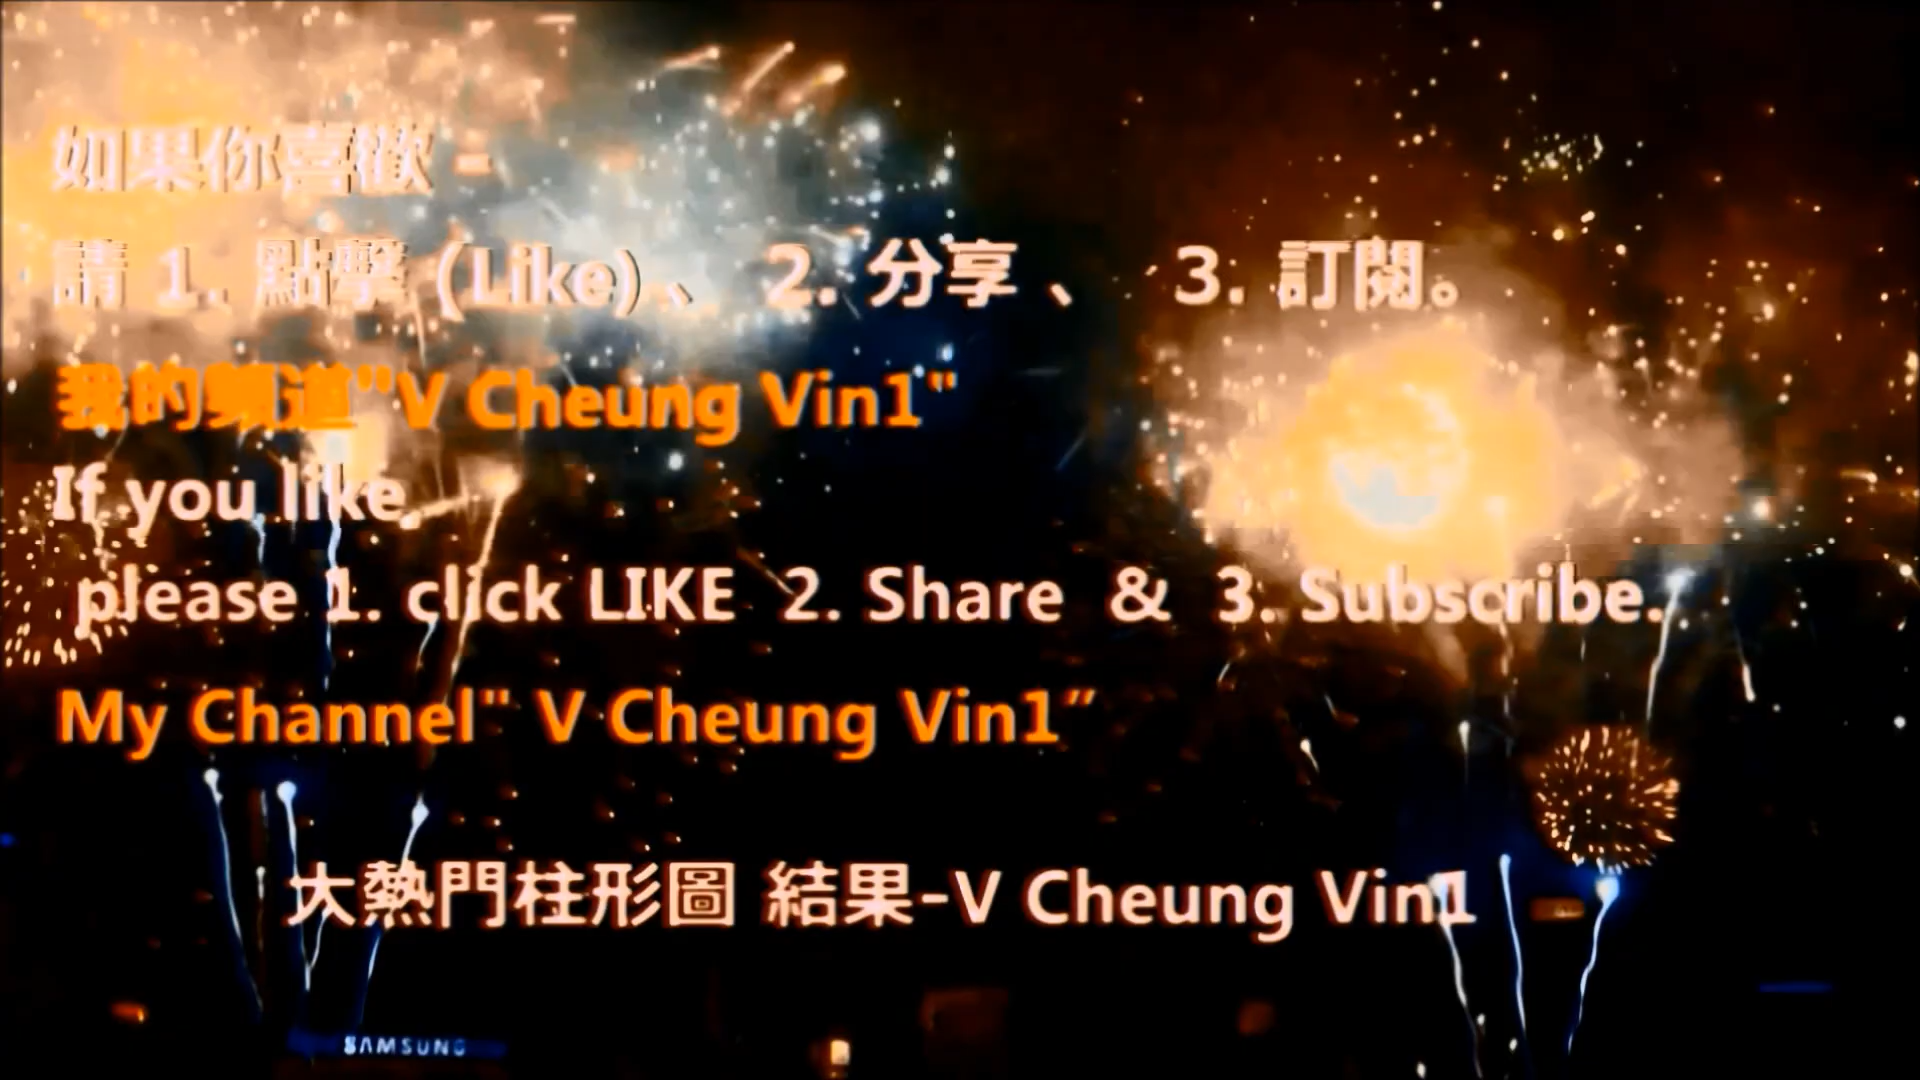 如果你喜歡 -
請 1. 點擊 (Like)、 2. 分享 、 3. 訂閱。
我的頻道"V Cheung Vin1"
If you like
please 1. click LIKE 2. Share & 3. Subscribe.
My Channel" V Cheung Vin1”
大熱門柱形圖 結果-V Cheung Vin1
SAMSUNG